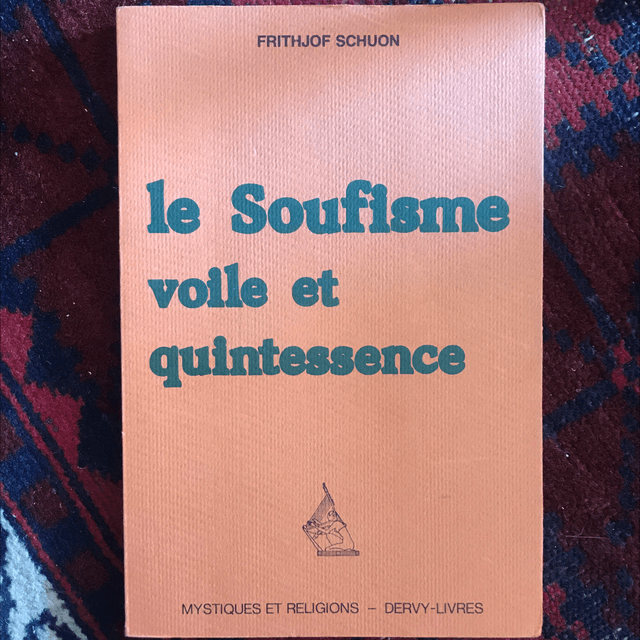 FRITHJOF SCHUON
le Soufisme
voile et
quintessence
MYSTIQUES ET RELIGIONS – DERVY-LIVRES